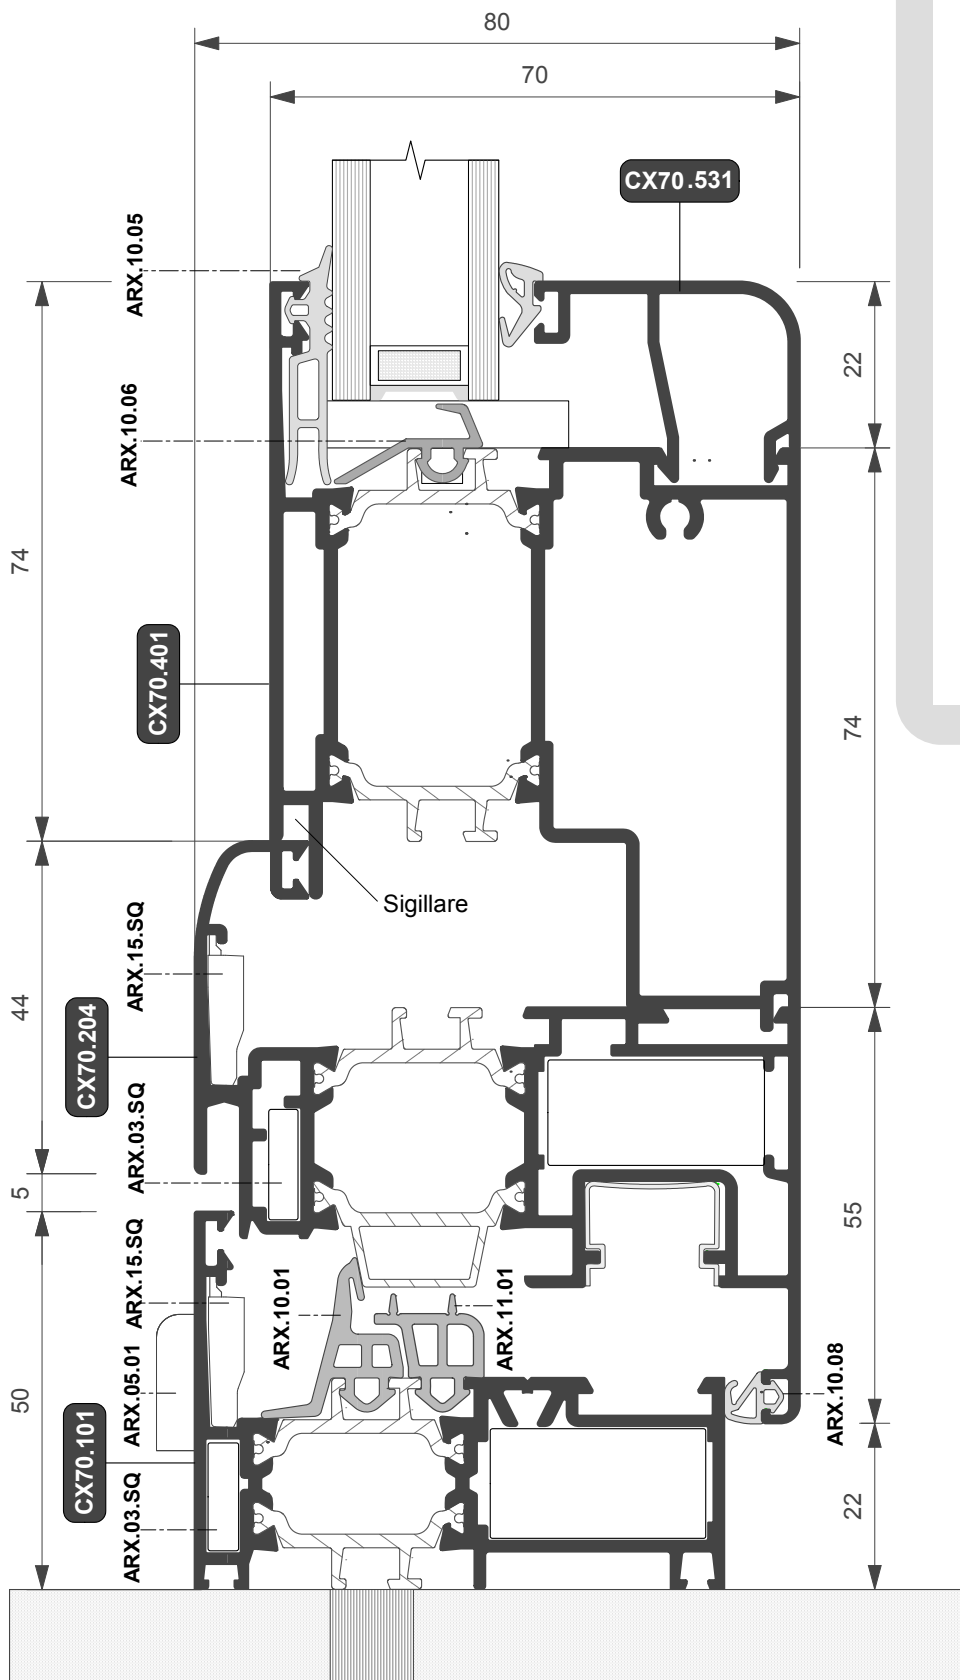 80
70
CX70.531
ARX.10.05
22
ARX.10.06
74
74
CX70.401
Sigillare
ARX.15.SQ
44
CX70.204
ARX.03.SQ
5
55
ARX.15.SQ
ARX.10.01
ARX.11.01
ARX.05.01
ARX.10.08
50
CX70.101
ARX.03.SQ
22